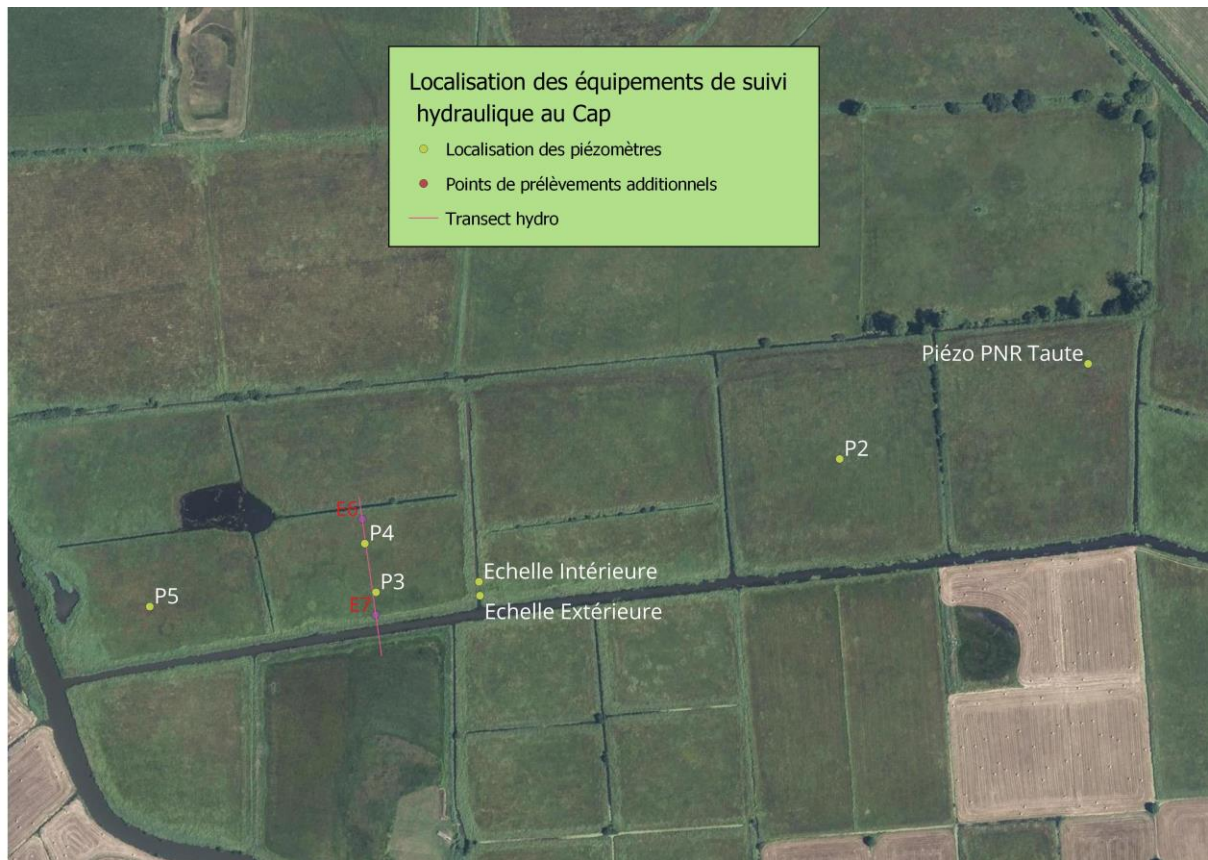 Localisation des équipements de suivi
hydraulique au Cap
Localisation des piézomètres
Points de prélèvements additionnels
Transect hydro
Piézo PNR Taute
P2
E6
P4
P3
E7
P5
Echelle Intérieure
Echelle Extérieure